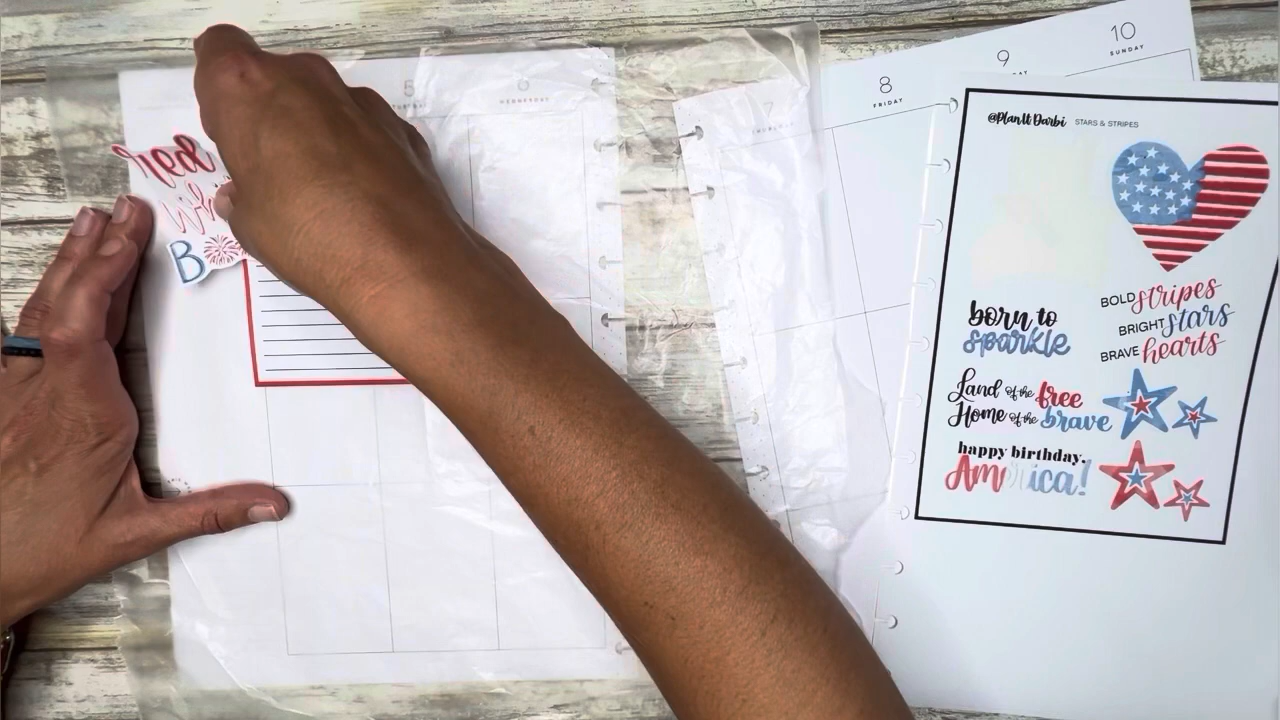 5
6
WEDNESDAY
7
THURSDAY
8
FRIDAY
9
10
SUNDAY
Red
B
@PlanItDarbi STARS & STRIPES
BOLD stripes
BRIGHT stars
BRAVE hearts
born to
sparkle
Land of the free
Home of the brave
happy birthday,